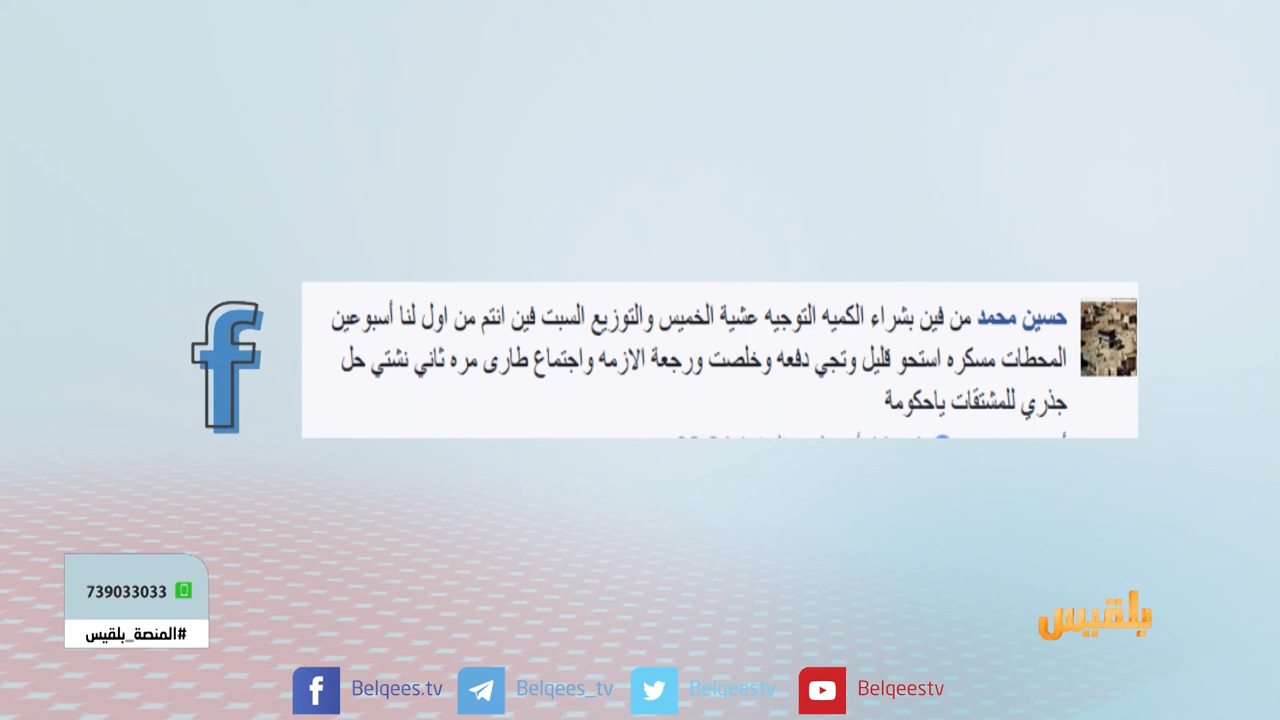 حسين محمد من فين بشراء الكميه التوجيه عشية الخميس والتوزيع السبت فين انتم من اول لنا أسبوعين
المحطات مسكره استحو قليل وتجي دفعه وخلصت ورجعة الازمه واجتماع طارى مره ثاني نشتي حل
جذري للمشتقات ياحكومة
739033033
#المنصة_بلقيس
بلقيس
Belqees.tv
Belqees_tv
Belqeestv
Belqeestv